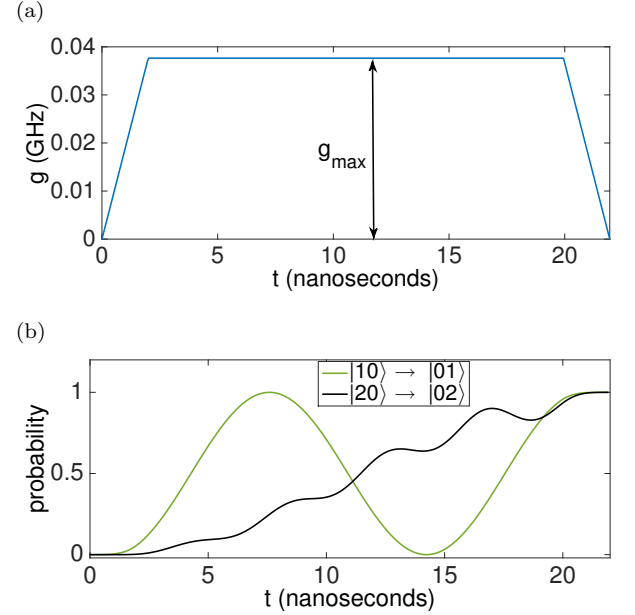 (a)
0.04
0.03
0.02
0.01
0
g (GHz)
g_max
0 5 10 15 20
t (nanoseconds)
(b)
|10⟩ → |01⟩
|20⟩ → |02⟩
1
0.5
0
probability
0 5 10 15 20
t (nanoseconds)